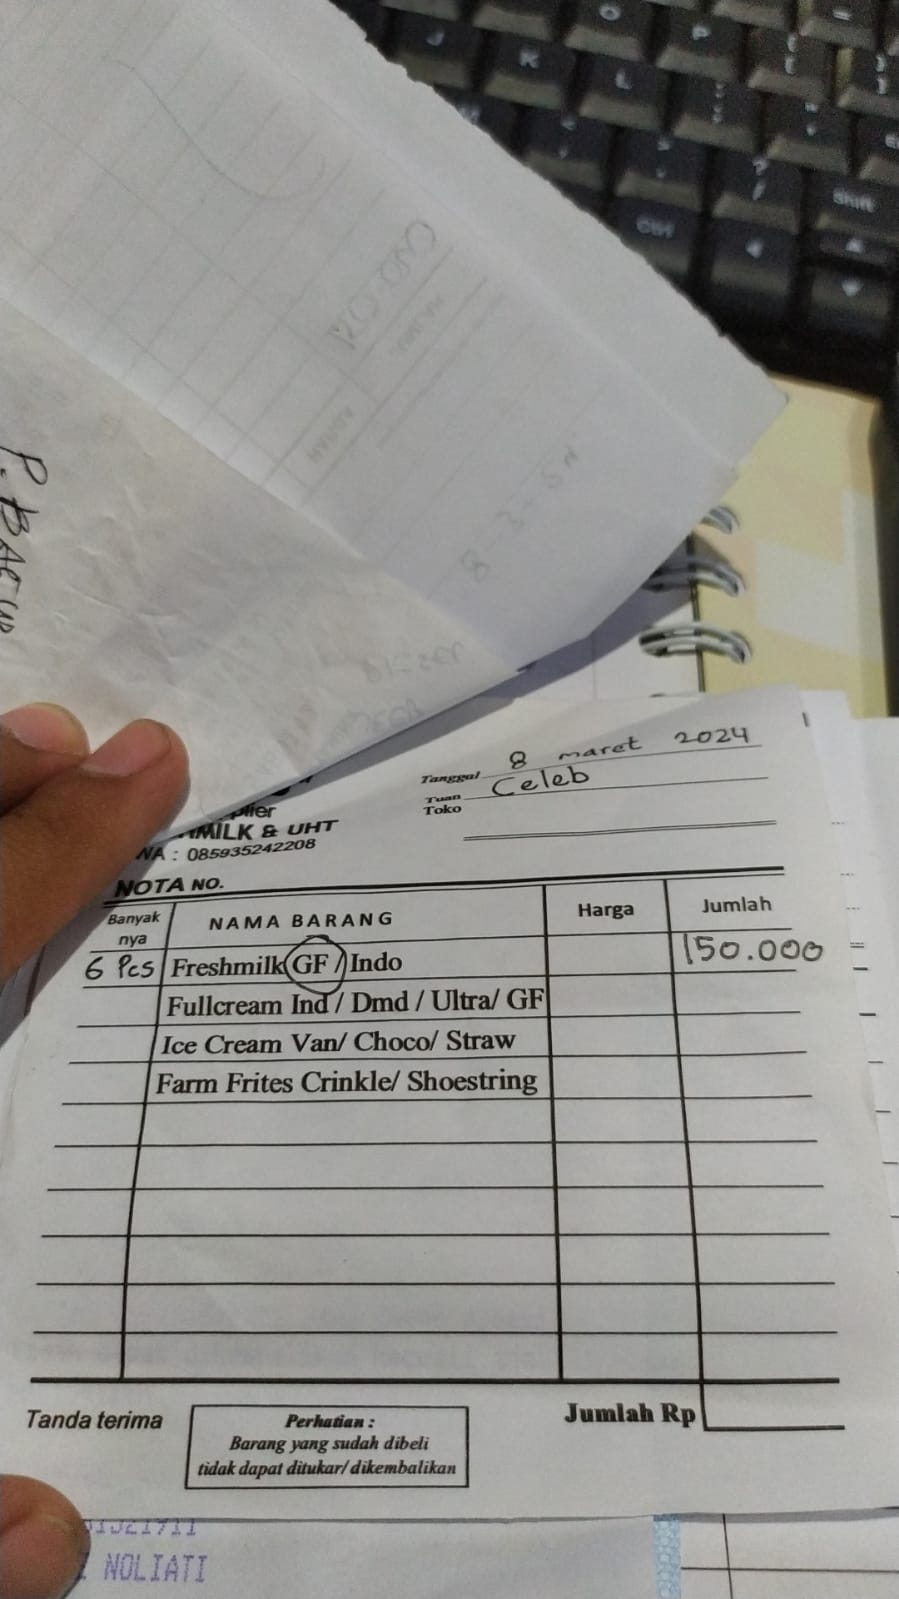 P. BAE
8 maret 2024
Tanggal
Celeb
Tuan
Toko
MILK & UHT
WA : 085935242208
NOTA NO.
Banyak nya NAMA BARANG Harga Jumlah
6 Pcs Freshmilk GF / Indo 150.000
Fullcream Ind / Dmd / Ultra/ GF
Ice Cream Van/ Choco/ Straw
Farm Frites Crinkle/ Shoestring
Jumlah Rp
Tanda terima
Perhatian :
Barang yang sudah dibeli
tidak dapat ditukar/ dikembalikan
NOLIATI